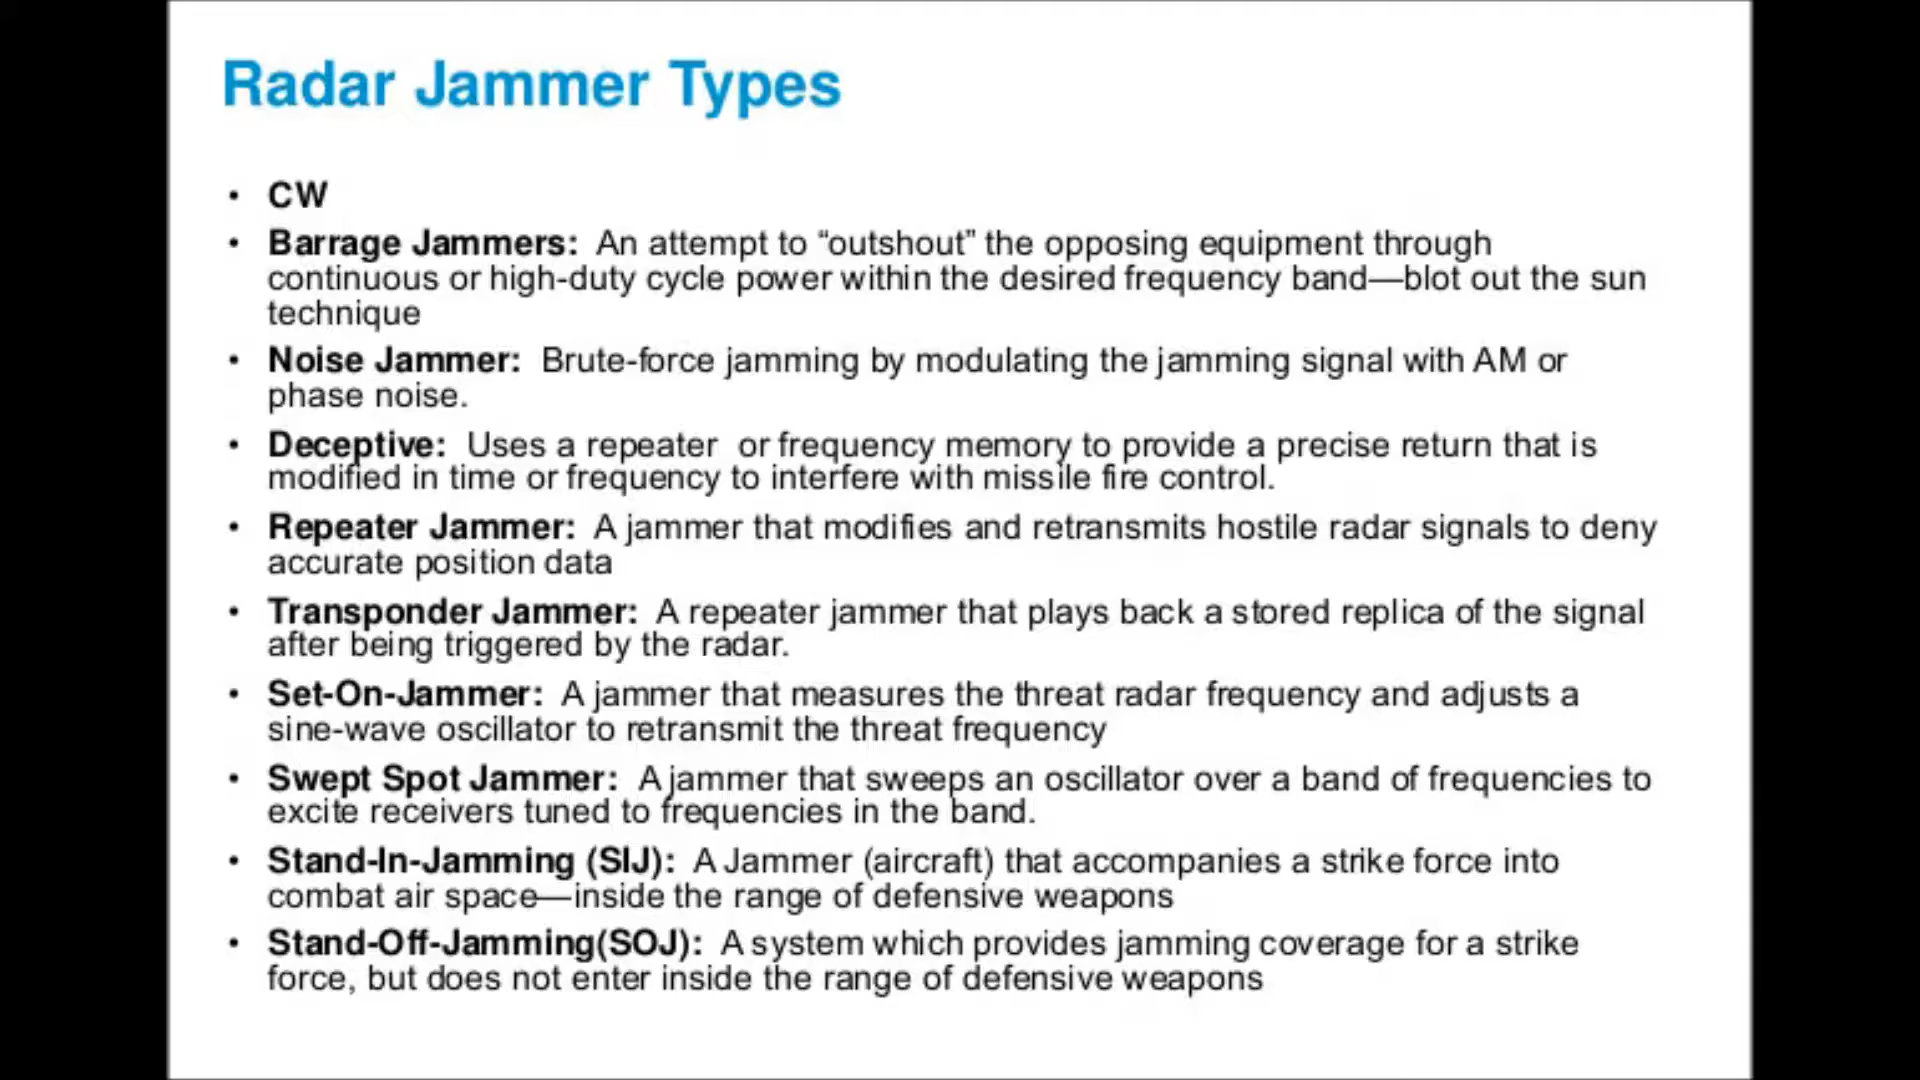 Radar Jammer Types
• CW
• Barrage Jammers: An attempt to “outshout” the opposing equipment through
continuous or high-duty cycle power within the desired frequency band—blot out the sun
technique
• Noise Jammer: Brute-force jamming by modulating the jamming signal with AM or
phase noise.
• Deceptive: Uses a repeater or frequency memory to provide a precise return that is
modified in time or frequency to interfere with missile fire control.
• Repeater Jammer: A jammer that modifies and retransmits hostile radar signals to deny
accurate position data
• Transponder Jammer: A repeater jammer that plays back a stored replica of the signal
after being triggered by the radar.
• Set-On-Jammer: A jammer that measures the threat radar frequency and adjusts a
sine-wave oscillator to retransmit the threat frequency
• Swept Spot Jammer: A jammer that sweeps an oscillator over a band of frequencies to
excite receivers tuned to frequencies in the band.
• Stand-In-Jamming (SIJ): A Jammer (aircraft) that accompanies a strike force into
combat air space—inside the range of defensive weapons
• Stand-Off-Jamming(SOJ): A system which provides jamming coverage for a strike
force, but does not enter inside the range of defensive weapons